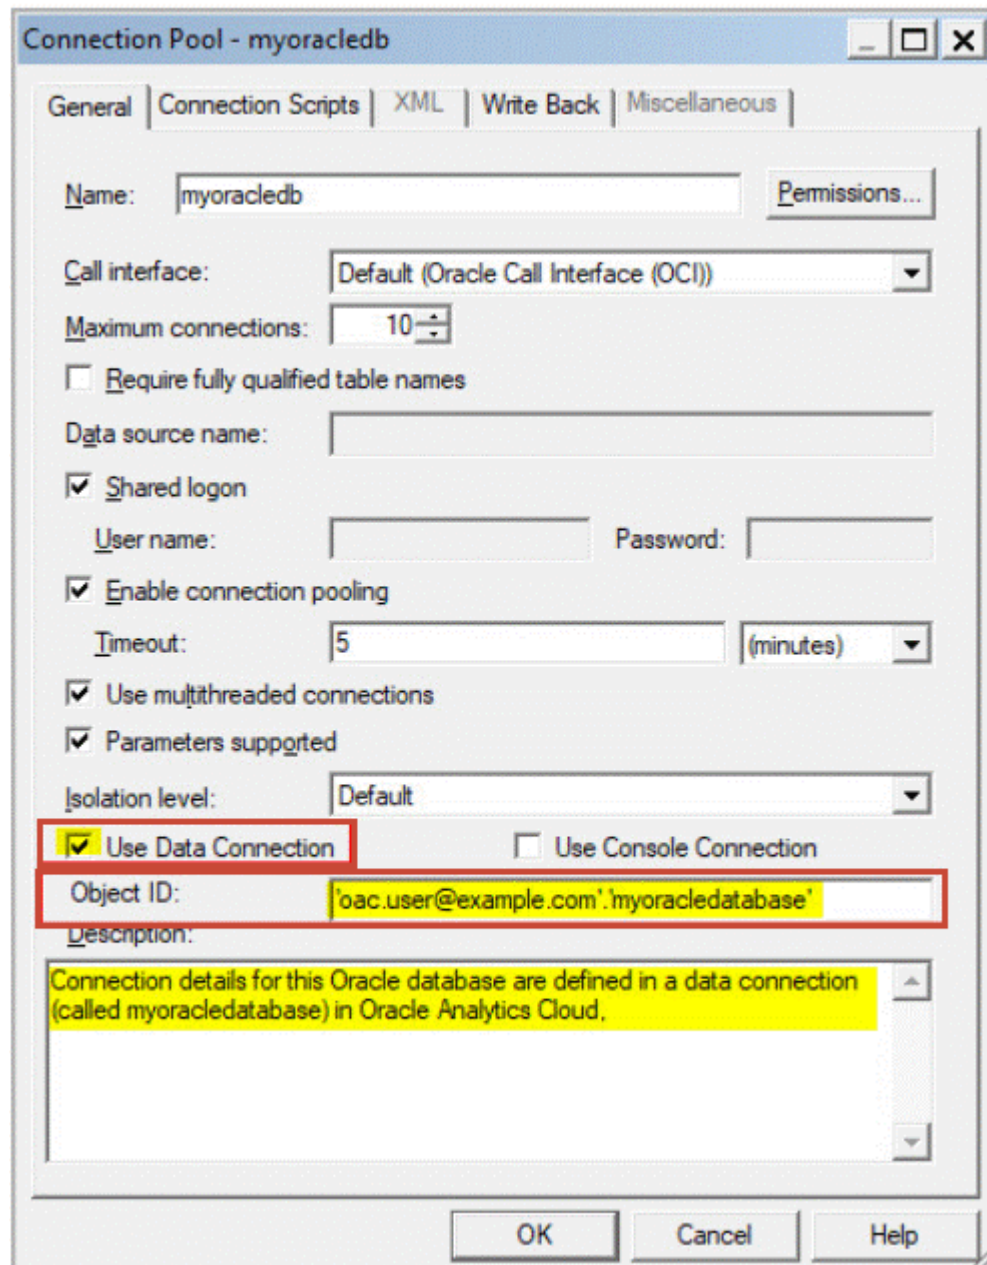 Connection Pool - myoracledb
General Connection Scripts XML Write Back Miscellaneous
Name: myoracledb Permissions...
Call interface: Default (Oracle Call Interface (OCI))
Maximum connections: 10
Require fully qualified table names
Data source name:
Shared logon
User name: Password:
Enable connection pooling
Timeout: 5 (minutes)
Use multithreaded connections
Parameters supported
Isolation level: Default
Use Data Connection Use Console Connection
Object ID: 'oac.user@example.com'.'myoracledatabase'
Description:
Connection details for this Oracle database are defined in a data connection
(called myoracledatabase) in Oracle Analytics Cloud,
OK Cancel Help